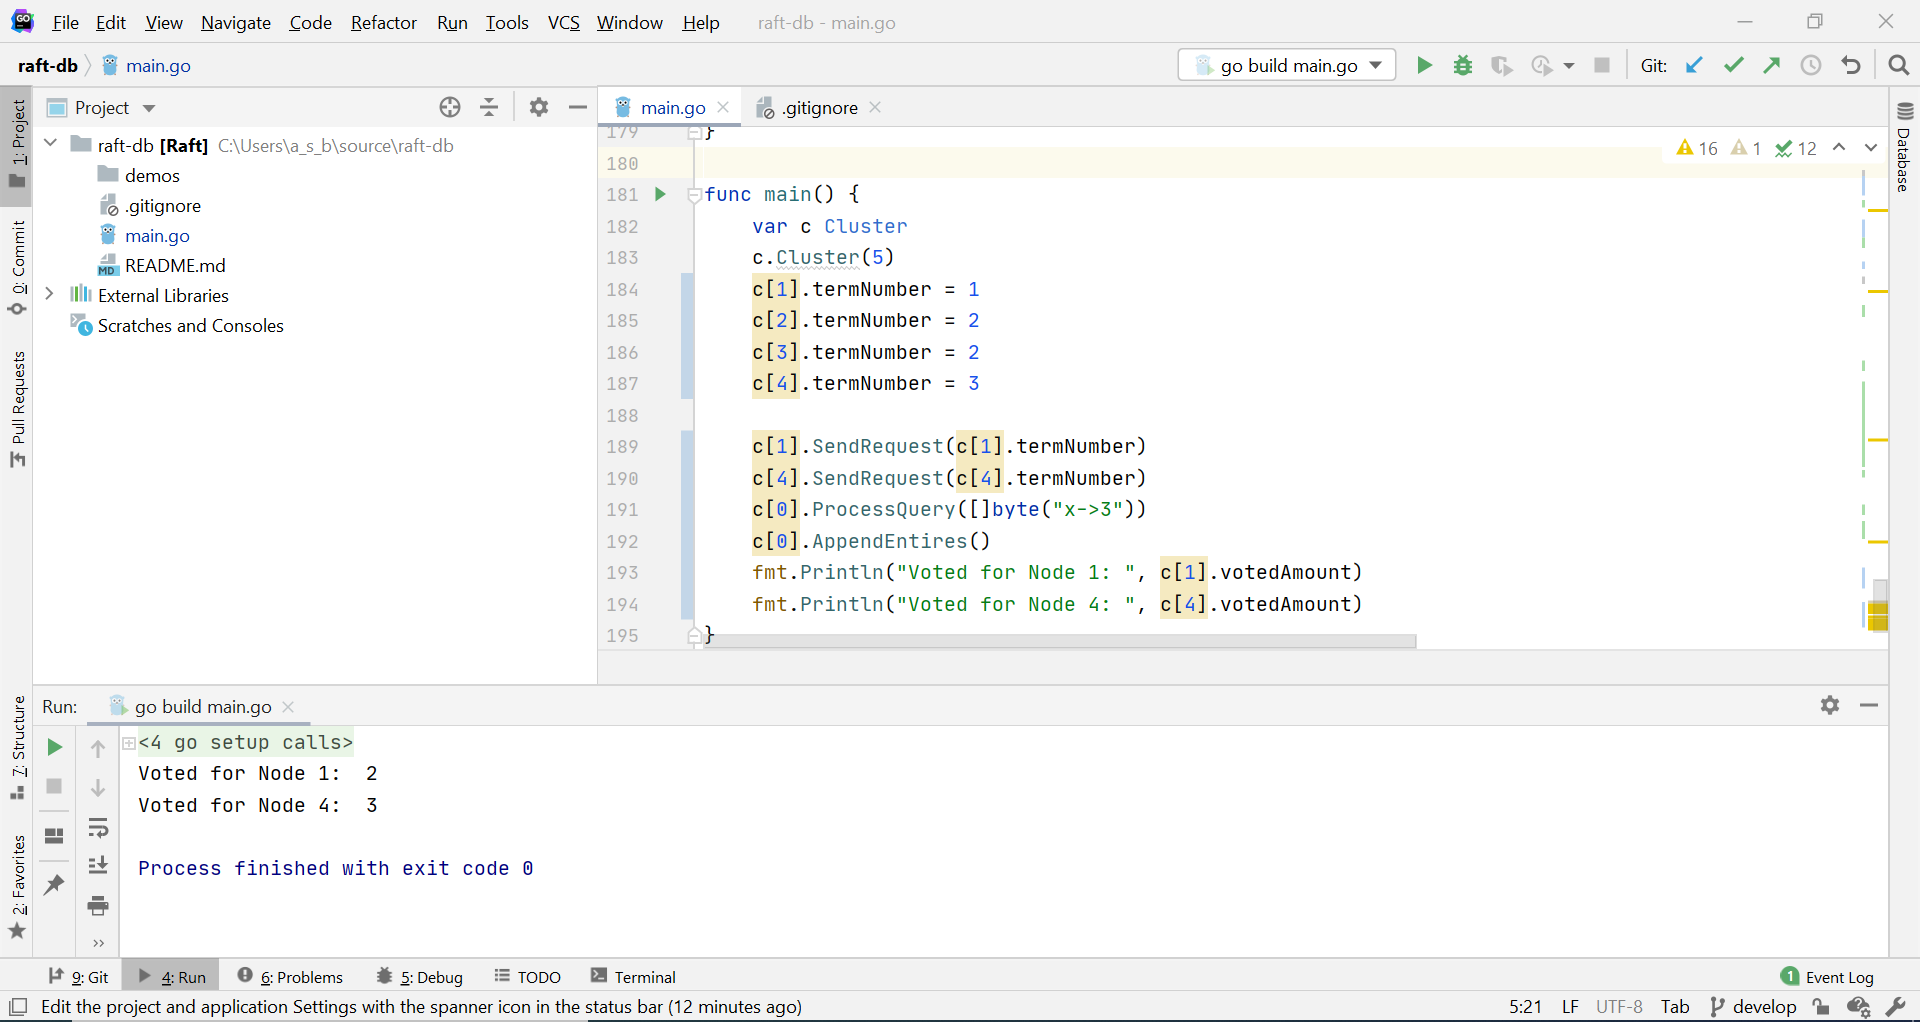 File Edit View Navigate Code Refactor Run Tools VCS Window Help raft-db - main.go
raft-db main.go go build main.go Git:
Project main.go .gitignore
1: Project
0: Commit
Pull Requests
7: Structure
2: Favorites
Database
raft-db [Raft] C:\Users\a_s_b\source\raft-db
demos
.gitignore
main.go
README.md
External Libraries
Scratches and Consoles
16 1 12
179 }
180
181 func main() {
182 var c Cluster
183 c.Cluster(5)
184 c[1].termNumber = 1
185 c[2].termNumber = 2
186 c[3].termNumber = 2
187 c[4].termNumber = 3
188
189 c[1].SendRequest(c[1].termNumber)
190 c[4].SendRequest(c[4].termNumber)
191 c[0].ProcessQuery([]byte("x->3"))
192 c[0].AppendEntires()
193 fmt.Println("Voted for Node 1: ", c[1].votedAmount)
194 fmt.Println("Voted for Node 4: ", c[4].votedAmount)
195 }
Run: go build main.go
<4 go setup calls>
Voted for Node 1:  2
Voted for Node 4:  3
Process finished with exit code 0
9: Git 4: Run 6: Problems 5: Debug TODO Terminal 1 Event Log
Edit the project and application Settings with the spanner icon in the status bar (12 minutes ago) 5:21 LF UTF-8 Tab develop